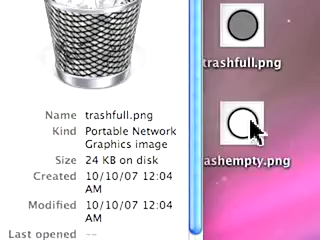 Name trashfull.png
Kind Portable Network
Graphics image
Size 24 KB on disk
Created 10/10/07 12:04
AM
Modified 10/10/07 12:04
AM
Last opened --
trashfull.png
ashempty.png